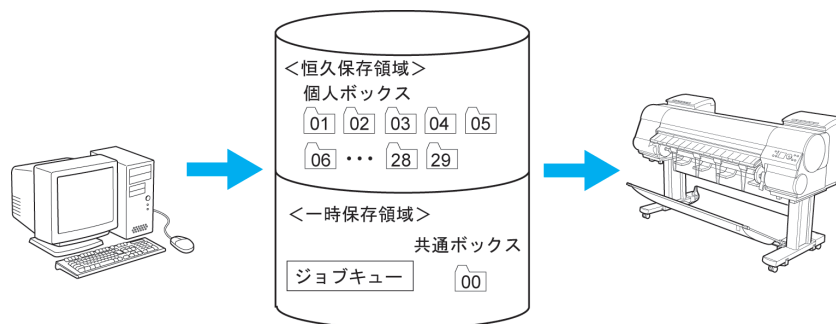 ＜恒久保存領域＞
個人ボックス
01 02 03 04 05
06 ・・・ 28 29
＜一時保存領域＞
共通ボックス
ジョブキュー 00